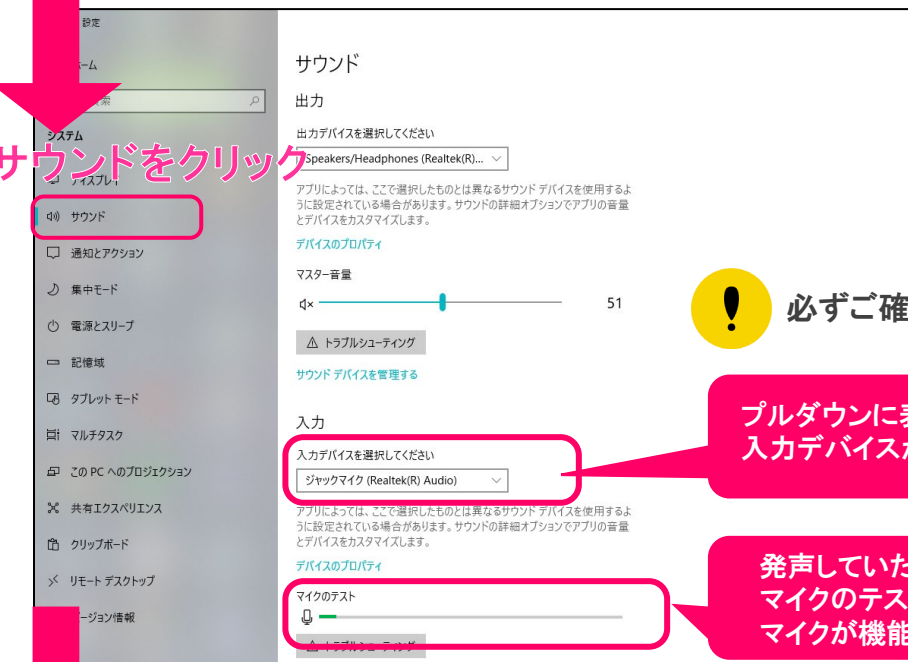 設定
サウンド
出力
システム
出力デバイスを選択してください
サウンドをクリック
Speakers/Headphones (Realtek(R)...
ディスプレイ
アプリによっては、ここで選択したものとは異なるサウンド デバイスを使用するよ
うに設定されている場合があります。サウンドの詳細オプションでアプリの音量
とデバイスをカスタマイズします。
サウンド
デバイスのプロパティ
通知とアクション
マスター音量
集中モード
51
必ずご確
電源とスリープ
トラブルシューティング
記憶域
サウンド デバイスを管理する
タブレット モード
入力
プルダウンに表
入力デバイスが
マルチタスク
入力デバイスを選択してください
この PC へのプロジェクション
ジャックマイク (Realtek(R) Audio)
共有エクスペリエンス
アプリによっては、ここで選択したものとは異なるサウンド デバイスを使用するよ
うに設定されている場合があります。サウンドの詳細オプションでアプリの音量
とデバイスをカスタマイズします。
クリップボード
デバイスのプロパティ
発声していた
リモート デスクトップ
マイクのテスト
マイクのテス
バージョン情報
マイクが機能
トラブルシューティング